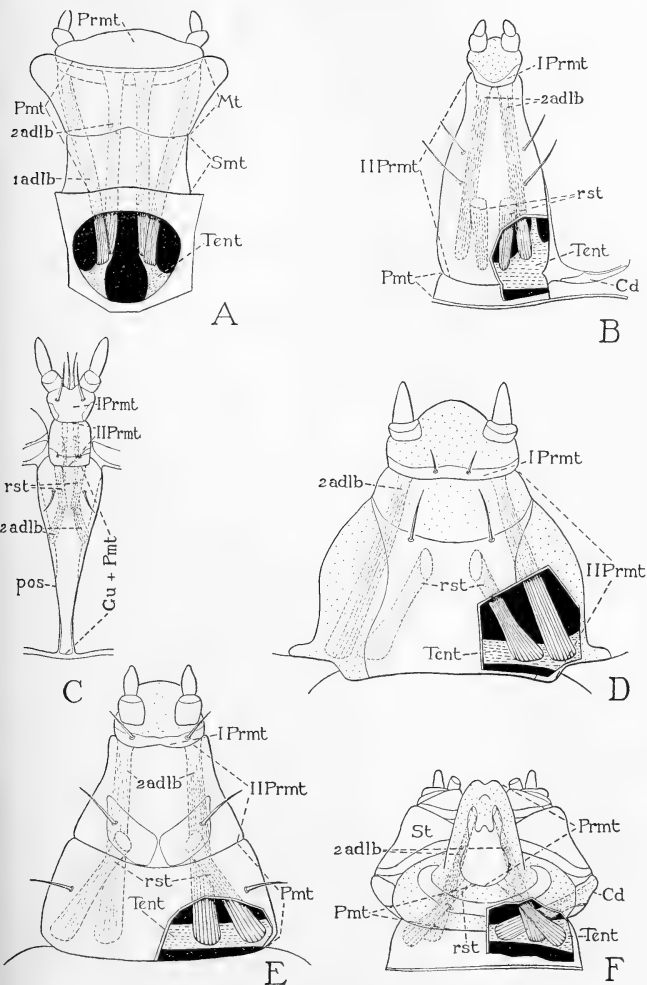 Prmt
Pmt
Mt
2adlb
Smt
1adlb
Tent
A
IPrmt
2adlb
IIPrmt
rst
Tent
Pmt
Cd
B
IPrmt
IIPrmt
rst
2adlb
pos
Gu + Pmt
C
IPrmt
2adlb
IIPrmt
rst
Tent
D
IPrmt
2adlb
IIPrmt
rst
Tent
Pmt
E
St
Prmt
2adlb
Cd
Pmt
Tent
rst
F